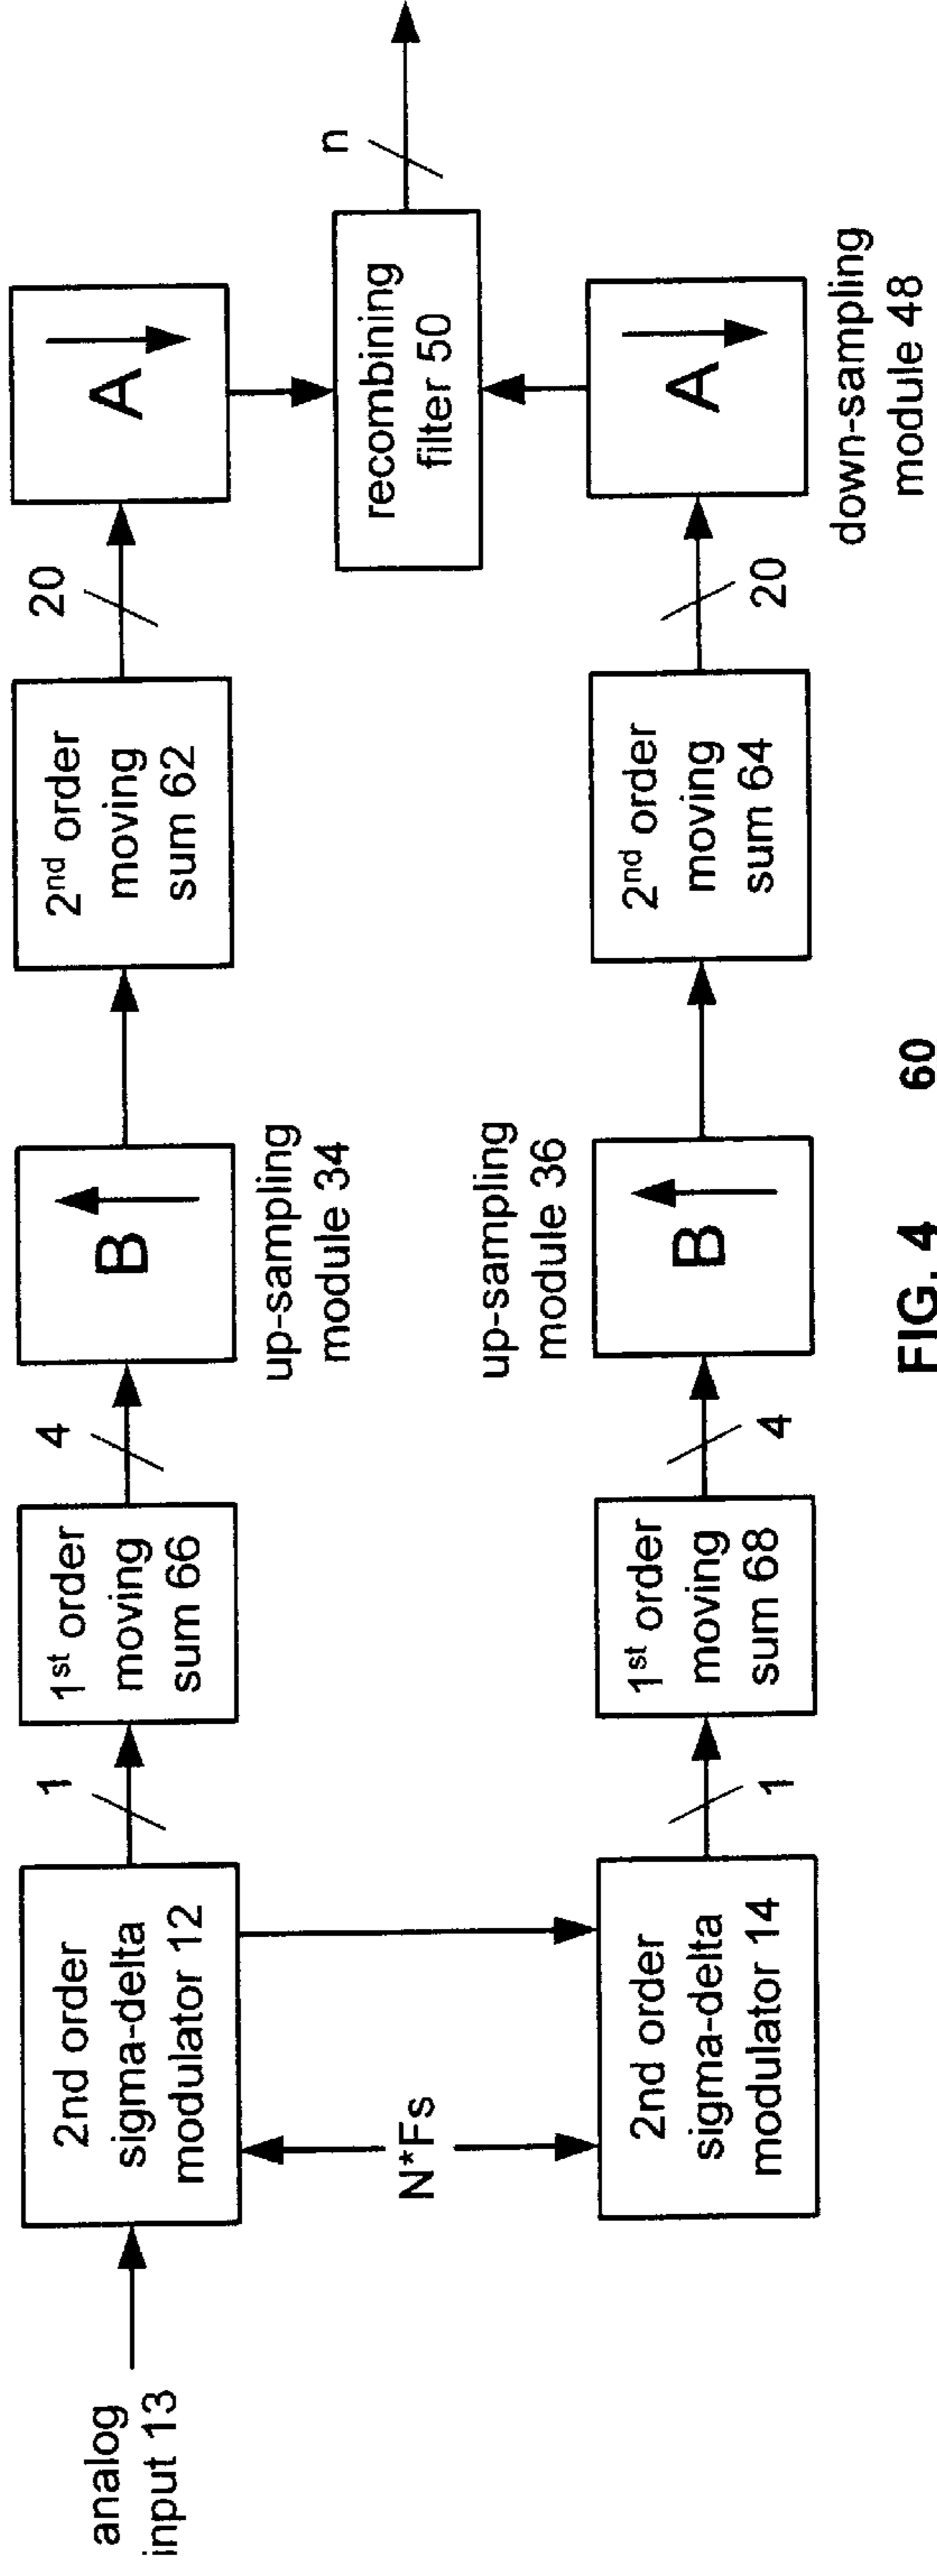 analog
input 13
2nd order
sigma-delta
modulator 12
1
1st order
moving
sum 66
4
B
up-sampling
module 34
2nd order
moving
sum 62
20
A
N*Fs
2nd order
sigma-delta
modulator 14
1
1st order
moving
sum 68
4
B
up-sampling
module 36
2nd order
moving
sum 64
20
A
down-sampling
module 48
recombining
filter 50
n
FIG. 4
60